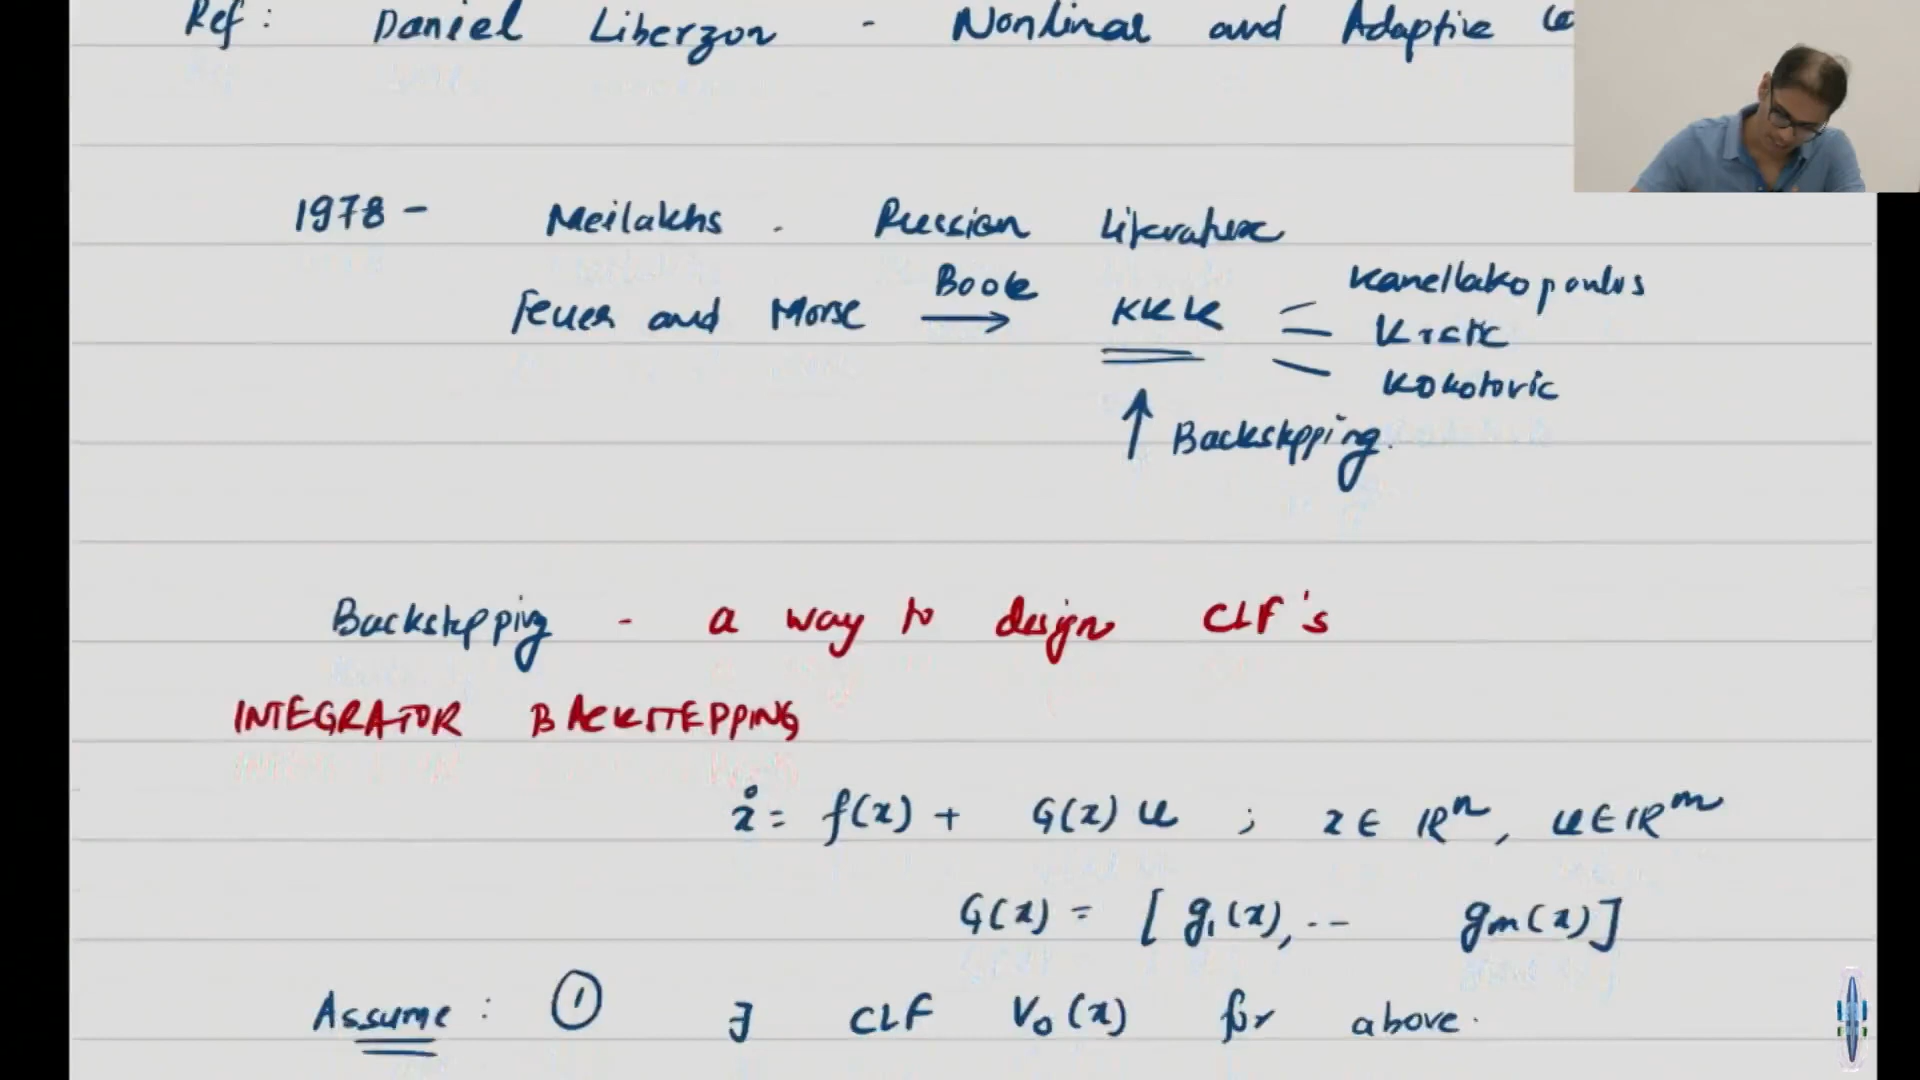 Ref: Daniel Liberzon - Nonlinear and Adaptive
1978 - Meilakhs. Russian Literature
Feuer and Morse Book → KKK Kanellakopoulos
Krstic
Kokotovic
↑ Backstepping.
Backstepping - a way to design CLF's
INTEGRATOR BACKSTEPPING
ẋ = f(x) + G(x) u ; x ∈ ℝⁿ, u ∈ ℝᵐ
G(x) = [ g₁(x), -- gm(x) ]
Assume: ① ∃ CLF V₀(x) for above.